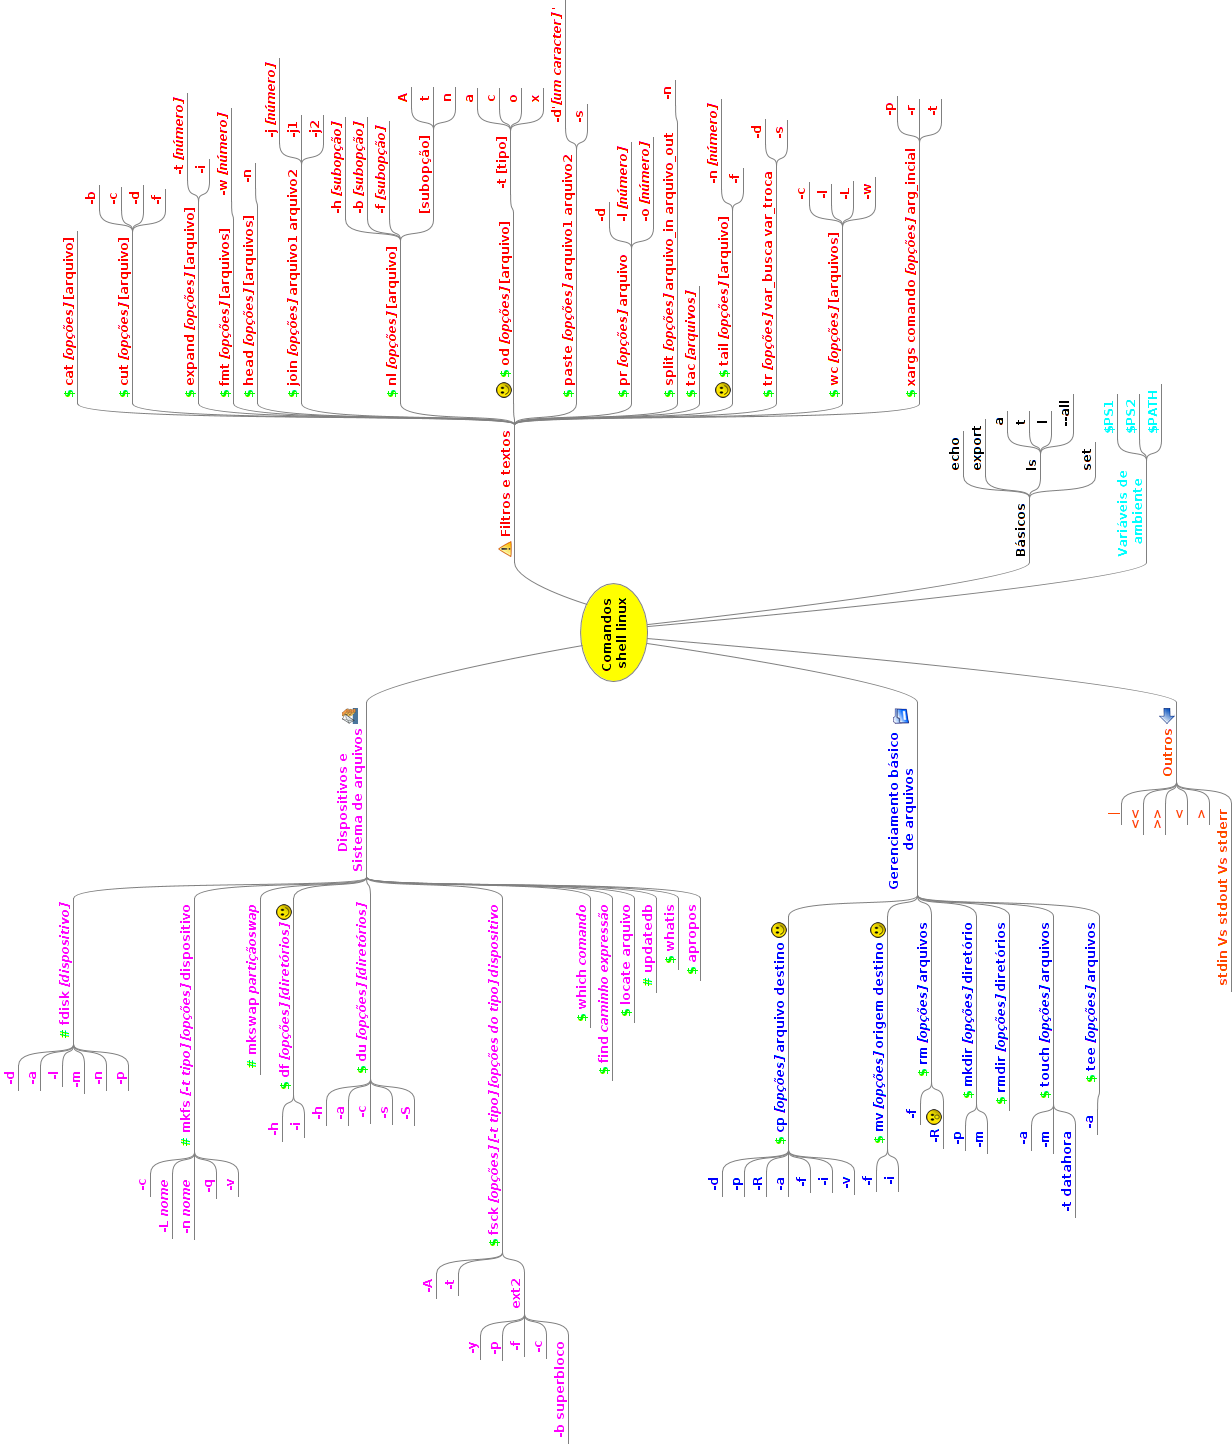 Comandos
shell linux
Filtros e textos
$ cat [opções] [arquivo]
$ cut [opções] [arquivo]
-b
-c
-d
-f
$ expand [opções] [arquivo]
-t [número]
-i
$ fmt [opções] [arquivos]
-w [número]
$ head [opções] [arquivos]
-n
$ join [opções] arquivo1 arquivo2
-j [número]
-j1
-j2
$ nl [opções] [arquivo]
-h [subopção]
-b [subopção]
-f [subopção]
[subopção]
A
t
n
$ od [opções] [arquivo]
-t [tipo]
a
c
o
x
$ paste [opções] arquivo1 arquivo2
-d'[um caracter]'
-s
$ pr [opções] arquivo
-d
-l [número]
-o [número]
$ split [opções] arquivo_in arquivo_out
-n
$ tac [arquivos]
$ tail [opções] [arquivo]
-n [número]
-f
$ tr [opções] var_busca var_troca
-d
-s
$ wc [opções] [arquivos]
-c
-l
-L
-w
$ xargs comando [opções] arg_incial
-p
-r
-t
Básicos
echo
export
ls
a
t
l
--all
set
Variáveis de
ambiente
$PS1
$PS2
$PATH
Dispositivos e
Sistema de arquivos
# fdisk [dispositivo]
-d
-a
-l
-m
-n
-p
# mkfs [-t tipo] [opções] dispositivo
-c
-L nome
-n nome
-q
-v
# mkswap partiçãoswap
$ df [opções] [diretórios]
-h
-i
$ du [opções] [diretórios]
-h
-a
-c
-s
-S
$ fsck [opções] [-t tipo] [opções do tipo] dispositivo
-A
-t
ext2
-y
-p
-f
-c
-b superbloco
$ which comando
$ find caminho expressão
$ locate arquivo
# updatedb
$ whatis
$ apropos
Gerenciamento básico
de arquivos
$ cp [opções] arquivo destino
-d
-p
-R
-a
-f
-i
-v
$ mv [opções] origem destino
-f
-i
$ rm [opções] arquivos
-f
-R
$ mkdir [opções] diretório
-p
-m
$ rmdir [opções] diretórios
$ touch [opções] arquivos
-a
-m
-t datahora
$ tee [opções] arquivos
-a
Outros
|
<<
>>
<
>
stdin Vs stdout Vs stderr